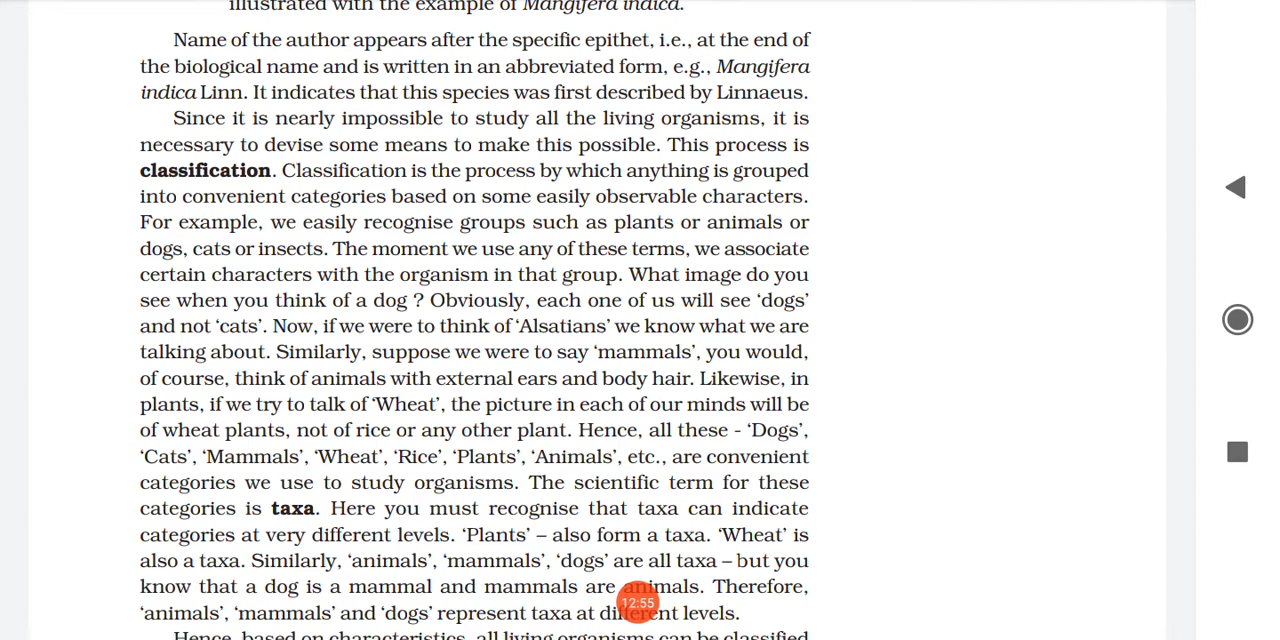 illustrated with the example of Mangifera indica.
Name of the author appears after the specific epithet, i.e., at the end of
the biological name and is written in an abbreviated form, e.g., Mangifera
indica Linn. It indicates that this species was first described by Linnaeus.
Since it is nearly impossible to study all the living organisms, it is
necessary to devise some means to make this possible. This process is
classification. Classification is the process by which anything is grouped
into convenient categories based on some easily observable characters.
For example, we easily recognise groups such as plants or animals or
dogs, cats or insects. The moment we use any of these terms, we associate
certain characters with the organism in that group. What image do you
see when you think of a dog ? Obviously, each one of us will see ‘dogs’
and not ‘cats’. Now, if we were to think of ‘Alsatians’ we know what we are
talking about. Similarly, suppose we were to say ‘mammals’, you would,
of course, think of animals with external ears and body hair. Likewise, in
plants, if we try to talk of ‘Wheat’, the picture in each of our minds will be
of wheat plants, not of rice or any other plant. Hence, all these - ‘Dogs’,
‘Cats’, ‘Mammals’, ‘Wheat’, ‘Rice’, ‘Plants’, ‘Animals’, etc., are convenient
categories we use to study organisms. The scientific term for these
categories is taxa. Here you must recognise that taxa can indicate
categories at very different levels. ‘Plants’ – also form a taxa. ‘Wheat’ is
also a taxa. Similarly, ‘animals’, ‘mammals’, ‘dogs’ are all taxa – but you
know that a dog is a mammal and mammals are animals. Therefore,
12:55
‘animals’, ‘mammals’ and ‘dogs’ represent taxa at different levels.
Hence, based on characteristics, all living organisms can be classified